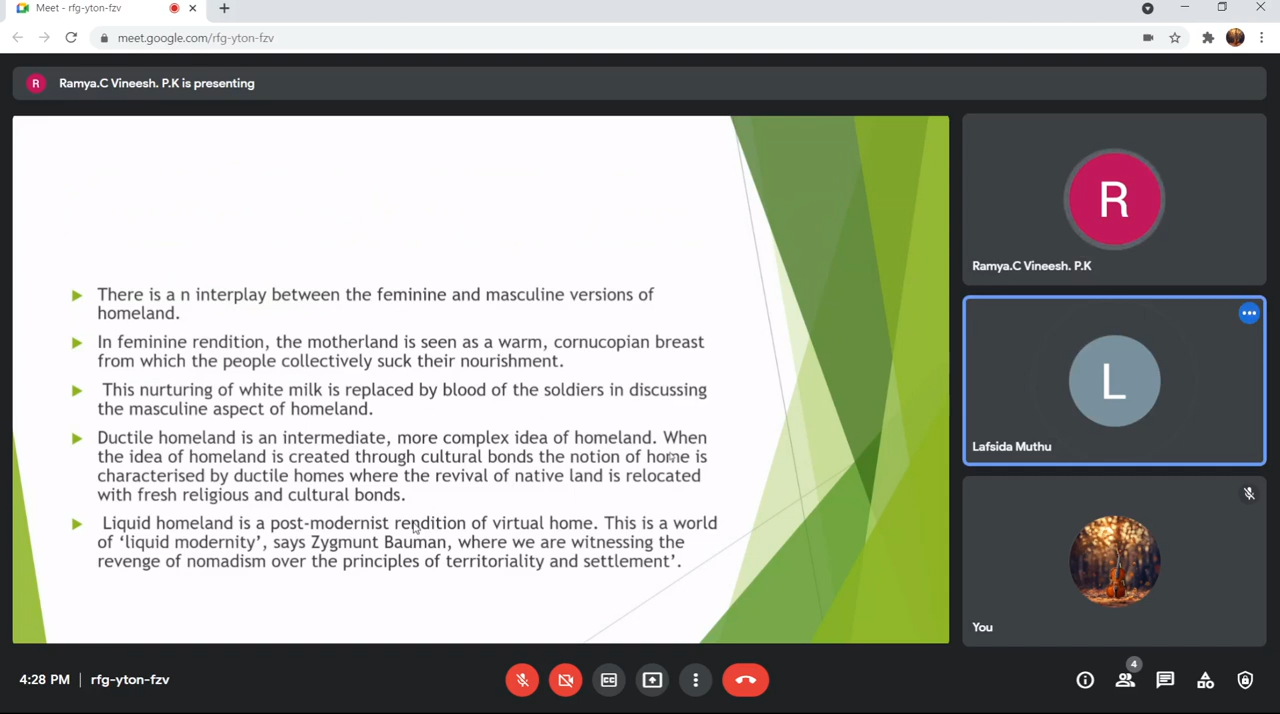 Meet - rfg-yton-fzv
meet.google.com/rfg-yton-fzv
R
Ramya.C Vineesh. P.K is presenting
There is a n interplay between the feminine and masculine versions of
homeland.
In feminine rendition, the motherland is seen as a warm, cornucopian breast
from which the people collectively suck their nourishment.
This nurturing of white milk is replaced by blood of the soldiers in discussing
the masculine aspect of homeland.
Ductile homeland is an intermediate, more complex idea of homeland. When
the idea of homeland is created through cultural bonds the notion of home is
characterised by ductile homes where the revival of native land is relocated
with fresh religious and cultural bonds.
Liquid homeland is a post-modernist rendition of virtual home. This is a world
of ‘liquid modernity’, says Zygmunt Bauman, where we are witnessing the
revenge of nomadism over the principles of territoriality and settlement’.
R
Ramya.C Vineesh. P.K
L
Lafsida Muthu
You
4:28 PM | rfg-yton-fzv
CC
4